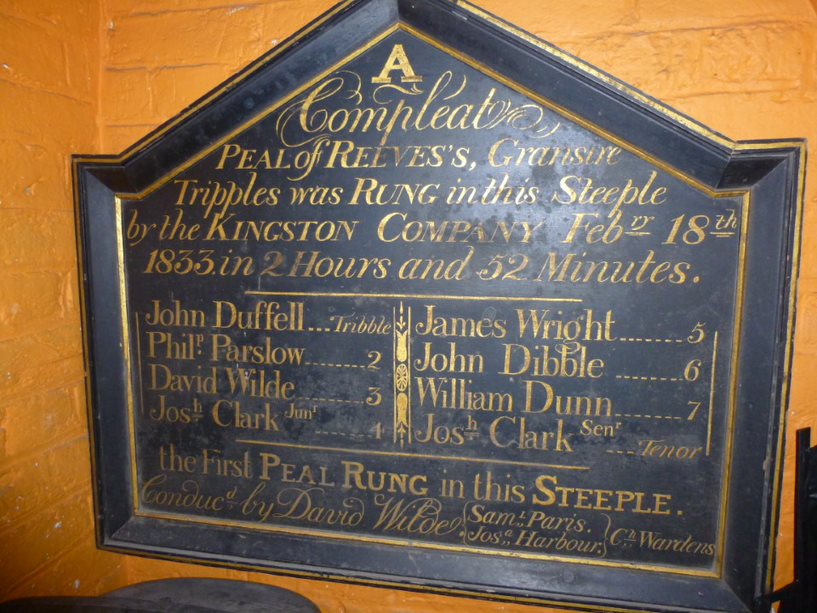 A
Compleat
PEAL off REEVES'S, Gransire
Tripples was RUNG in this Steeple
by the KINGSTON COMPANY Febry 18th
1833. in 2 Hours and 52 Minutes.
John Duffell...Tribble
Philp. Parslow........2
David Wilde........3
Josh Clark Junr ........4
James Wright........5
John Dibble ........6
William Dunn........7
Josh Clark Senr ....Tenor
the First PEAL RUNG in this STEEPLE.
Conducd. by David Wilde. Saml. Paris. Josa. Harbour, Ch. Wardens